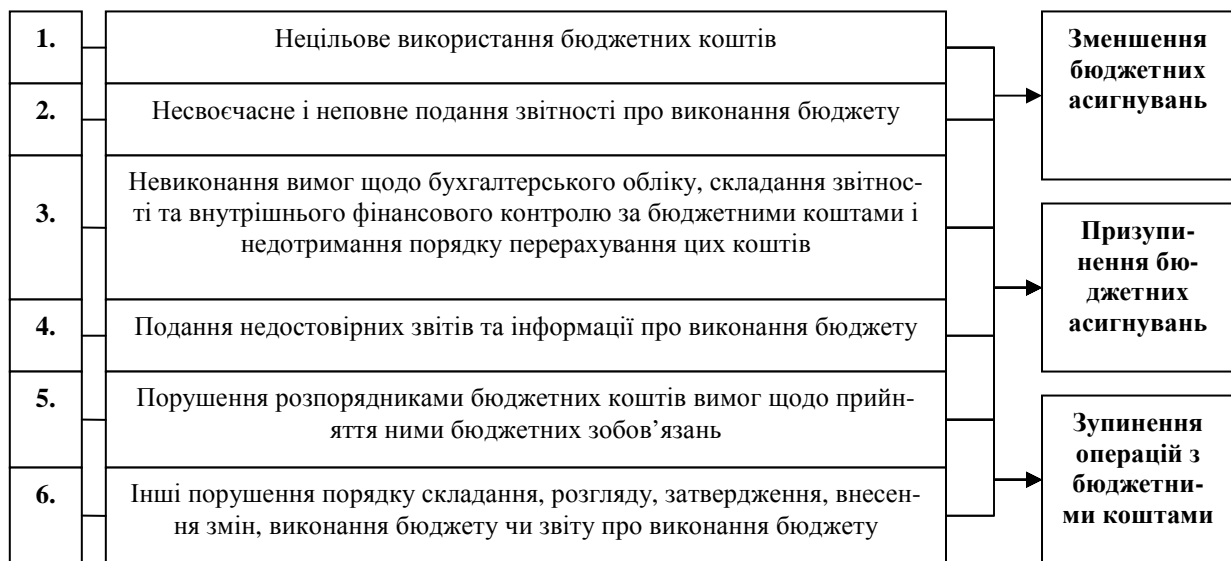 1.
Нецільове використання бюджетних коштів
2.
Несвоєчасне і неповне подання звітності про виконання бюджету
3.
Невиконання вимог щодо бухгалтерського обліку, складання звітнос-
ті та внутрішнього фінансового контролю за бюджетними коштами і
недотримання порядку перерахування цих коштів
4.
Подання недостовірних звітів та інформації про виконання бюджету
5.
Порушення розпорядниками бюджетних коштів вимог щодо прийн-
яття ними бюджетних зобов’язань
6.
Інші порушення порядку складання, розгляду, затвердження, внесен-
ня змін, виконання бюджету чи звіту про виконання бюджету
Зменшення
бюджетних
асигнувань
Призупи-
нення бю-
джетних
асигнувань
Зупинення
операцій з
бюджетни-
ми коштами